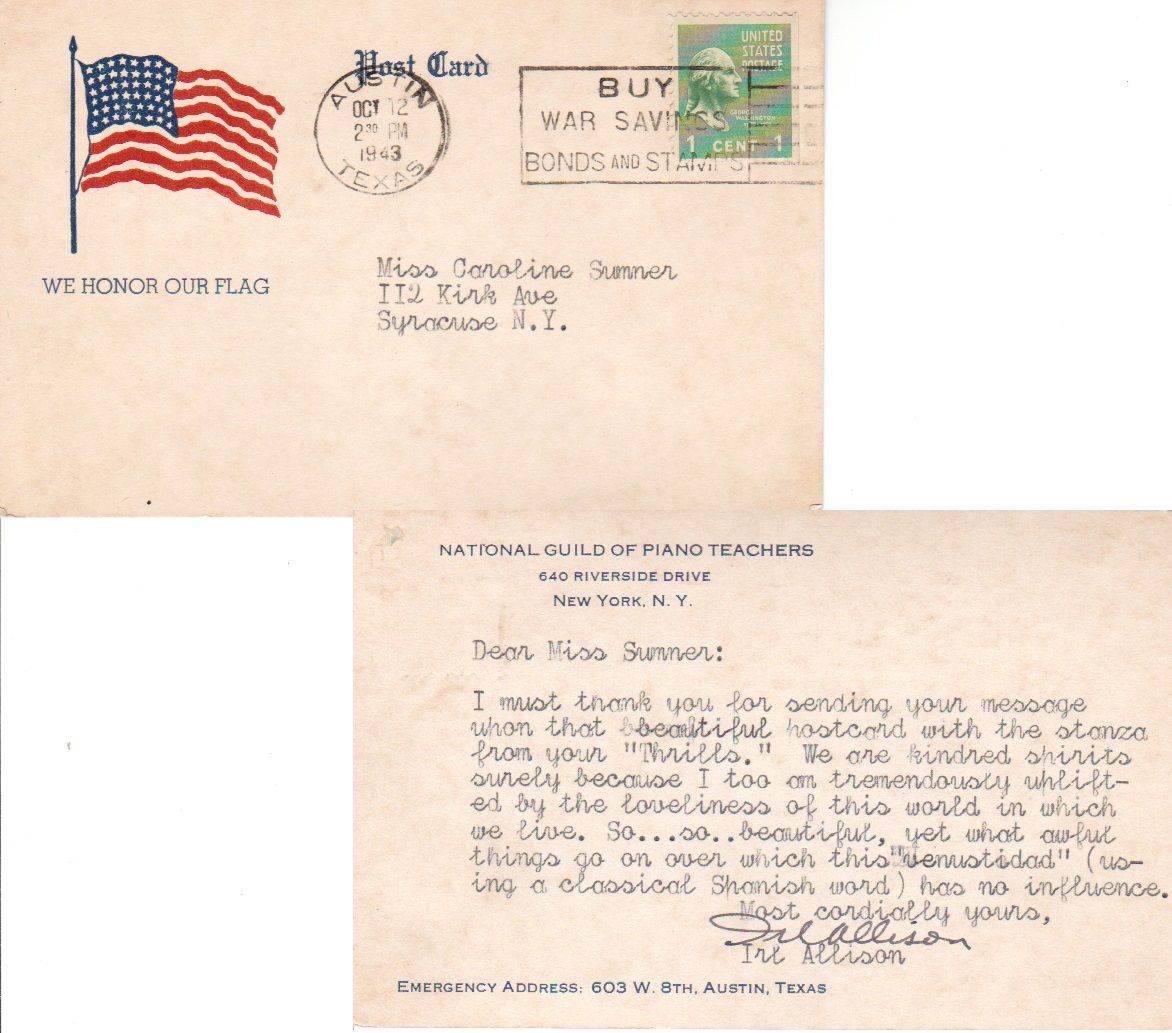 Post Card
AUSTIN
OCT 12
2 30 PM
1943
TEXAS
BUY
WAR SAVINGS
BONDS AND STAMPS
UNITED
STATES
POSTAGE
GEORGE
WASHINGTON
1 CENT 1
WE HONOR OUR FLAG
Miss Caroline Sumner
112 Kirk Ave
Syracuse N.Y.
NATIONAL GUILD OF PIANO TEACHERS
640 RIVERSIDE DRIVE
NEW YORK, N. Y.
Dear Miss Sumner:
I must thank you for sending your message
upon that beautiful postcard with the stanza
from your "Thrills." We are kindred spirits
surely because I too am tremendously uplift-
ed by the loveliness of this world in which
we live. So...so..beautiful, yet what awful
things go on over which this "venustidad" (us-
ing a classical Spanish word) has no influence.
Most cordially yours,
Irl Allison
Irl Allison
EMERGENCY ADDRESS: 603 W. 8TH, AUSTIN, TEXAS